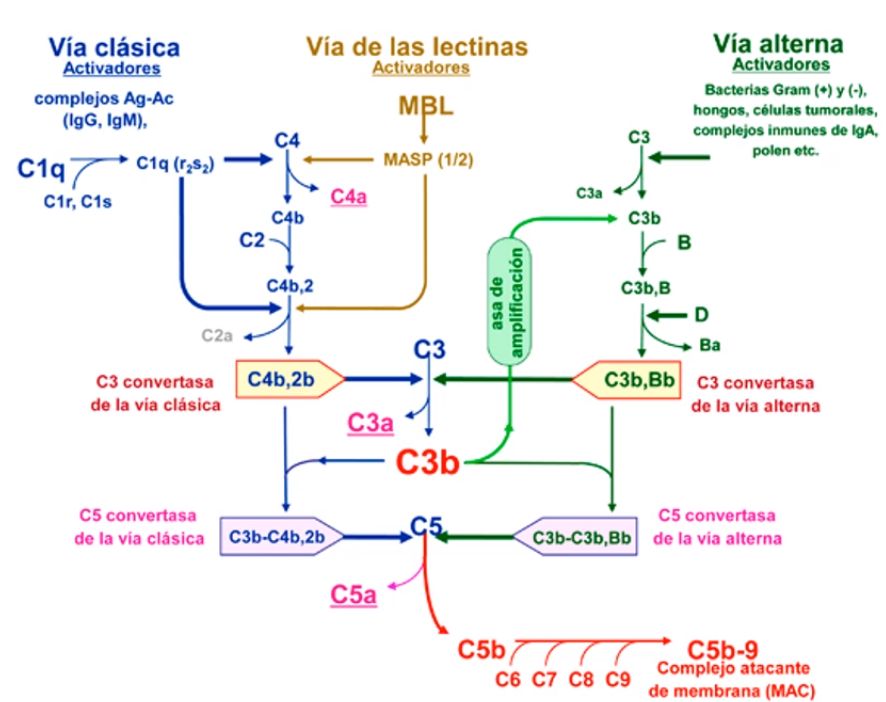 Vía clásica
Activadores
complejos Ag-Ac
(IgG, IgM),
Vía de las lectinas
Activadores
MBL
Vía alterna
Activadores
Bacterias Gram (+) y (-),
hongos, células tumorales,
complejos inmunes de IgA,
polen etc.
C1q
C1r, C1s
C1q (r2s2)
C4
MASP (1/2)
C4a
C4b
C2
C4b,2
C2a
C3
C3a
C3b
B
C3b,B
D
Ba
asa de
amplificación
C3 convertasa
de la vía clásica
C4b,2b
C3
C3b,Bb
C3 convertasa
de la vía alterna
C3a
C3b
C5 convertasa
de la vía clásica
C3b-C4b,2b
C5
C3b-C3b,Bb
C5 convertasa
de la vía alterna
C5a
C5b
C6 C7 C8 C9
C5b-9
Complejo atacante
de membrana (MAC)